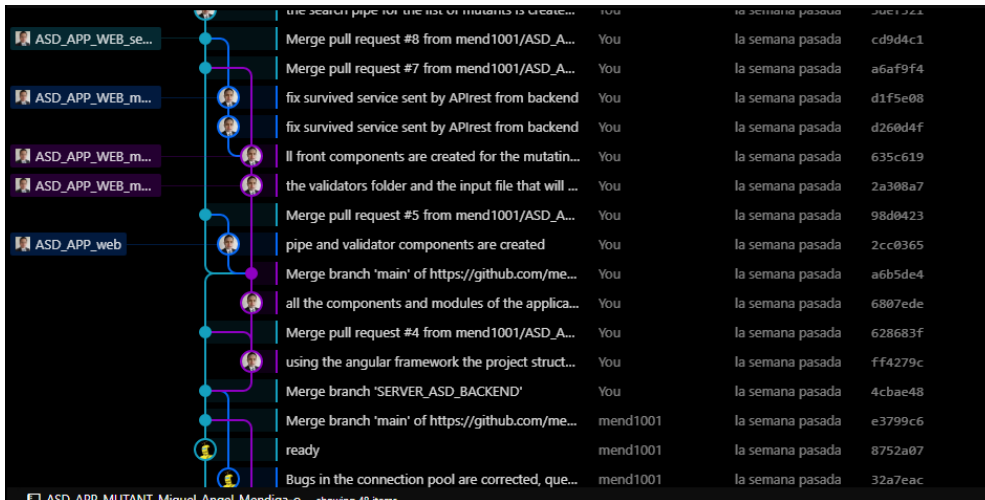 the search pipe for the list of mutants is create... You la semana pasada 5def521
ASD_APP_WEB_se... Merge pull request #8 from mend1001/ASD_A... You la semana pasada cd9d4c1
Merge pull request #7 from mend1001/ASD_A... You la semana pasada a6af9f4
ASD_APP_WEB_m... fix survived service sent by APIrest from backend You la semana pasada d1f5e08
fix survived service sent by APIrest from backend You la semana pasada d260d4f
ASD_APP_WEB_m... ll front components are created for the mutatin... You la semana pasada 635c619
ASD_APP_WEB_m... the validators folder and the input file that will ... You la semana pasada 2a308a7
Merge pull request #5 from mend1001/ASD_A... You la semana pasada 98d0423
ASD_APP_web pipe and validator components are created You la semana pasada 2cc0365
Merge branch 'main' of https://github.com/me... You la semana pasada a6b5de4
all the components and modules of the applica... You la semana pasada 6807ede
Merge pull request #4 from mend1001/ASD_A... You la semana pasada 628683f
using the angular framework the project struct... You la semana pasada ff4279c
Merge branch 'SERVER_ASD_BACKEND' You la semana pasada 4cbae48
Merge branch 'main' of https://github.com/me... mend1001 la semana pasada e3799c6
ready mend1001 la semana pasada 8752a07
Bugs in the connection pool are corrected, que... mend1001 la semana pasada 32a7eac
ASD_APP_MUTANT_Miguel_Angel_Mendiga_o showing 48 items